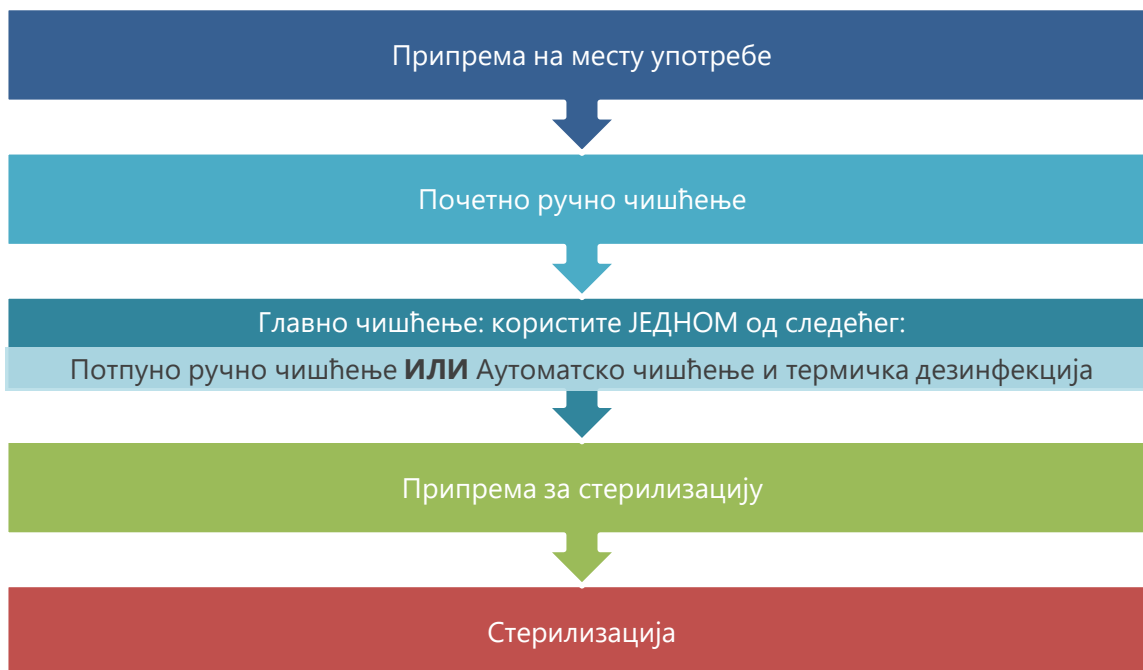 Припрема на месту употребе
Почетно ручно чишћење
Главно чишћење: користите ЈЕДНОМ од следећег:
Потпуно ручно чишћење ИЛИ Аутоматско чишћење и термичка дезинфекција
Припрема за стерилизацију
Стерилизација